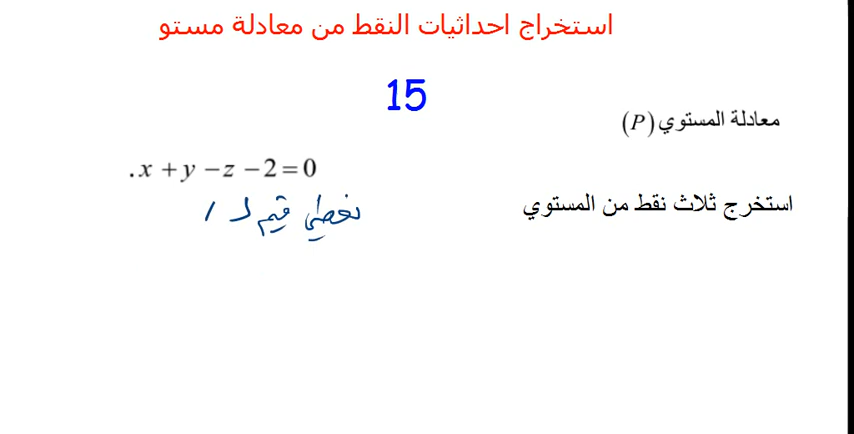 استخراج احداثيات النقط من معادلة مستو
15
معادلة المستوي (P)
.x + y − z − 2 = 0
استخرج ثلاث نقط من المستوي
نعطي قيم لـ